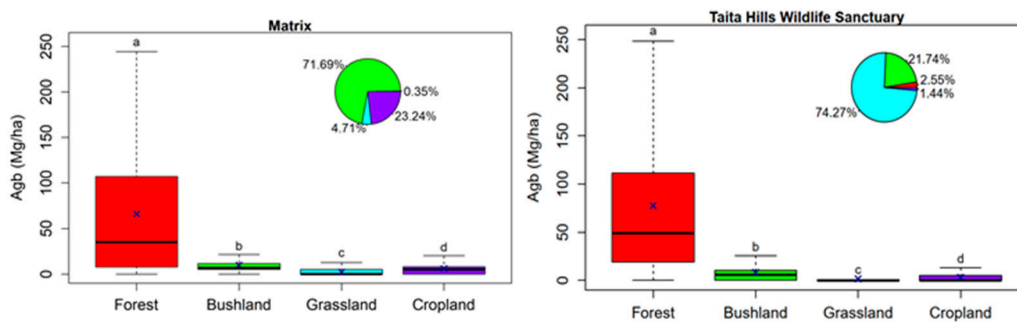 Matrix
Agb (Mg/ha)
250
200
150
100
50
0
a
b
c
d
71.69%
0.35%
4.71%
23.24%
Forest
Bushland
Grassland
Cropland
Taita Hills Wildlife Sanctuary
Agb (Mg/ha)
250
200
150
100
50
0
a
b
c
d
21.74%
2.55%
1.44%
74.27%
Forest
Bushland
Grassland
Cropland